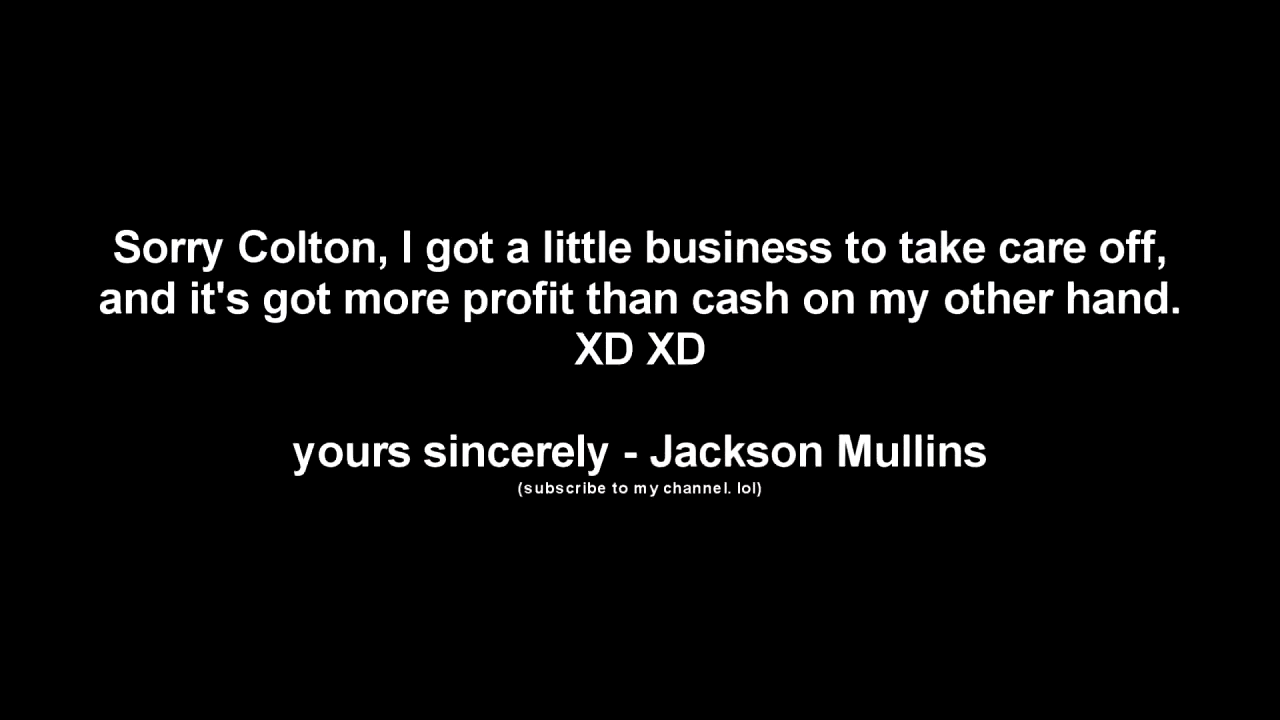 Sorry Colton, I got a little business to take care off,
and it's got more profit than cash on my other hand.
XD XD
yours sincerely - Jackson Mullins
(subscribe to my channel. lol)